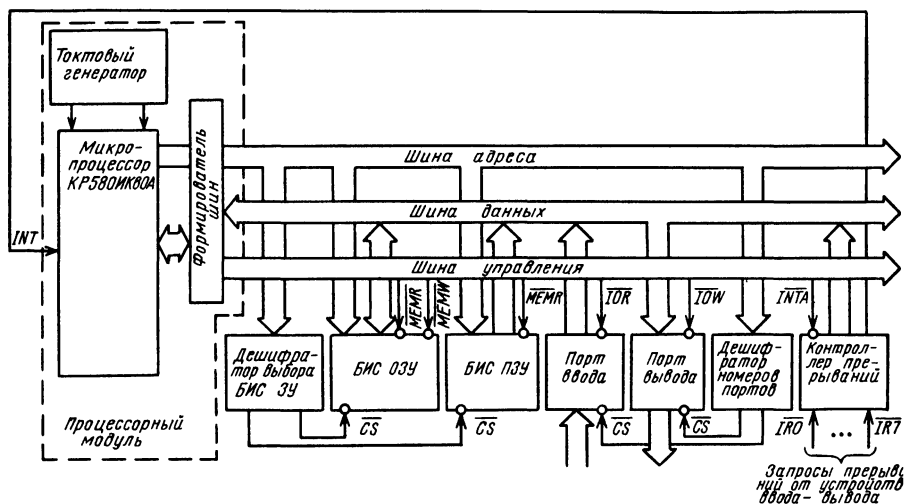 Токтовый
генератор
Микро-
процессор
КР580ИК80А
Формирователь
шин
Шина адреса
Шина данных
Шина управления
INT
MEMR
MEMW
MEMR
IOR
IOW
INTA
Дешифра-
тор выбора
БИС ЗУ
БИС ОЗУ
БИС ПЗУ
Порт
ввода
Порт
вывода
Дешиф-
ратор
номеров
портов
Контрол-
лер пре-
рываний
CS
CS
CS
CS
IR0
...
IR7
Процессорный
модуль
Запросы прерыва
ний от устройств
ввода-вывода